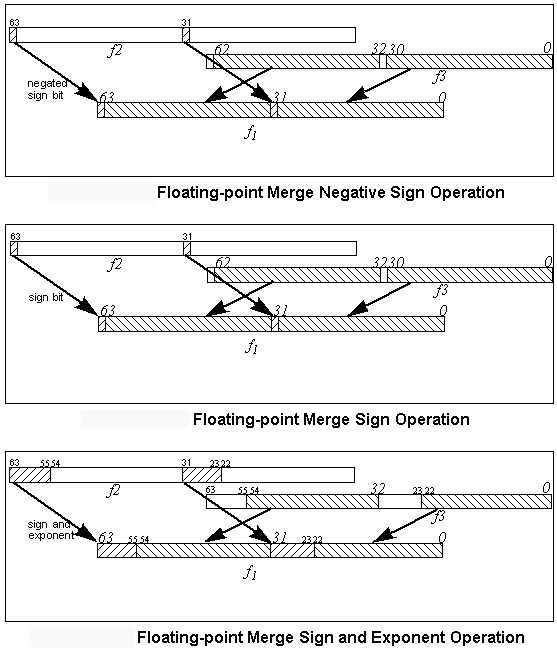 63 31
f2
62 32 30 0
f3
negated
sign bit
63 31 0
f1
Floating-point Merge Negative Sign Operation
63 31
f2
62 32 30 0
f3
sign bit
63 31 0
f1
Floating-point Merge Sign Operation
63 55 54 31 23 22
f2
63 55 54 32 23 22 0
f3
sign and
exponent
63 55 54 31 23 22 0
f1
Floating-point Merge Sign and Exponent Operation